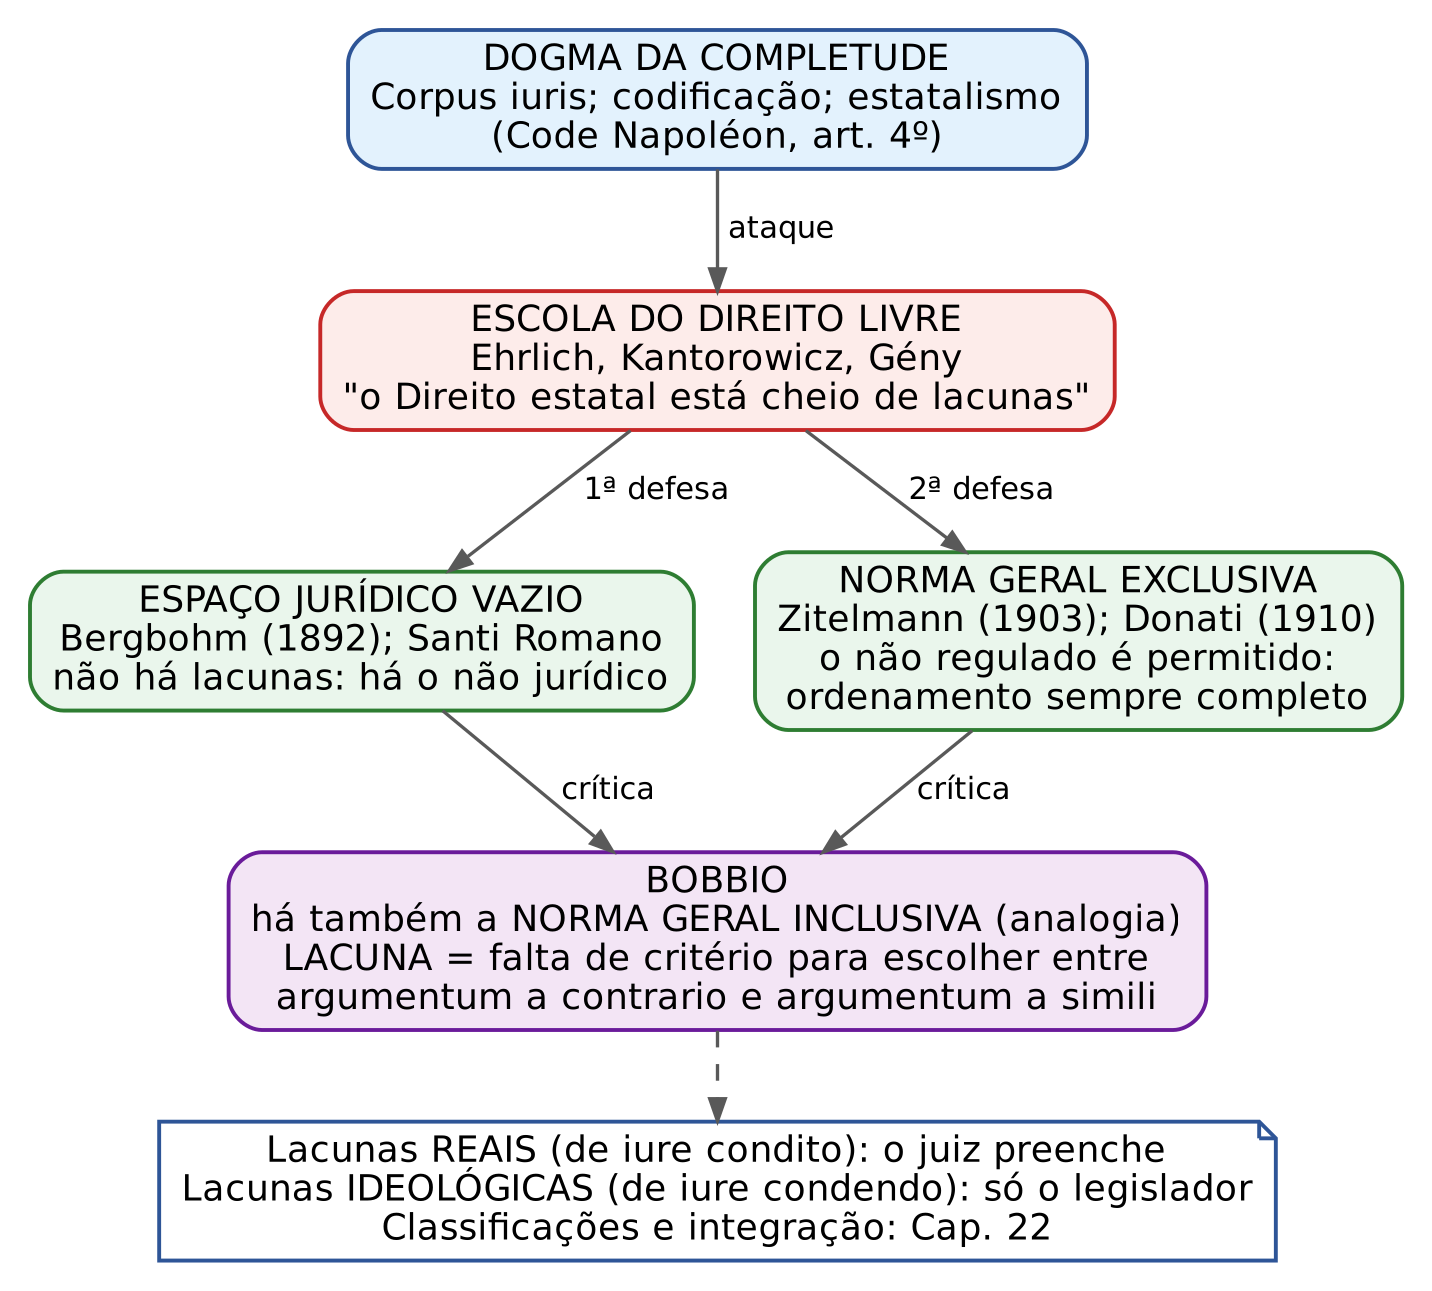 DOGMA DA COMPLETUDE
Corpus iuris; codificação; estatalismo
(Code Napoléon, art. 4º)
ataque
ESCOLA DO DIREITO LIVRE
Ehrlich, Kantorowicz, Gény
"o Direito estatal está cheio de lacunas"
1ª defesa
2ª defesa
ESPAÇO JURÍDICO VAZIO
Bergbohm (1892); Santi Romano
não há lacunas: há o não jurídico
NORMA GERAL EXCLUSIVA
Zitelmann (1903); Donati (1910)
o não regulado é permitido:
ordenamento sempre completo
crítica
crítica
BOBBIO
há também a NORMA GERAL INCLUSIVA (analogia)
LACUNA = falta de critério para escolher entre
argumentum a contrario e argumentum a simili
Lacunas REAIS (de iure condito): o juiz preenche
Lacunas IDEOLÓGICAS (de iure condendo): só o legislador
Classificações e integração: Cap. 22